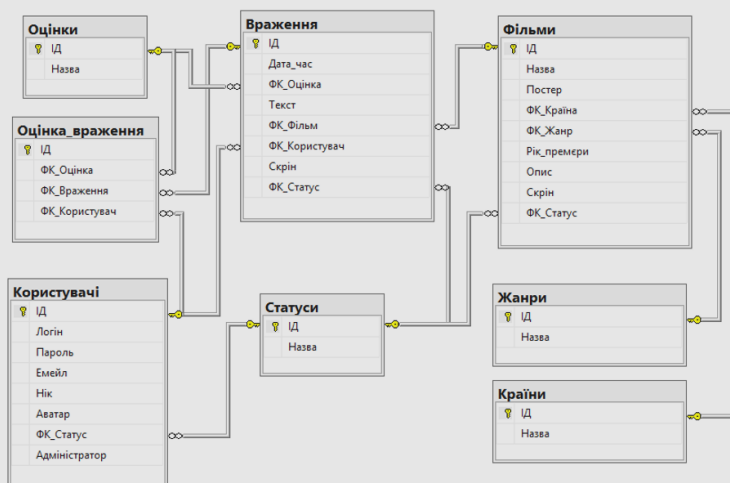 Оцінки
ІД
Назва
Враження
ІД
Дата_час
ФК_Оцінка
Текст
ФК_Фільм
ФК_Користувач
Скрін
ФК_Статус
Фільми
ІД
Назва
Постер
ФК_Країна
ФК_Жанр
Рік_премєри
Опис
Скрін
ФК_Статус
Оцінка_враження
ІД
ФК_Оцінка
ФК_Враження
ФК_Користувач
Користувачі
ІД
Логін
Пароль
Емейл
Нік
Аватар
ФК_Статус
Адміністратор
Статуси
ІД
Назва
Жанри
ІД
Назва
Країни
ІД
Назва